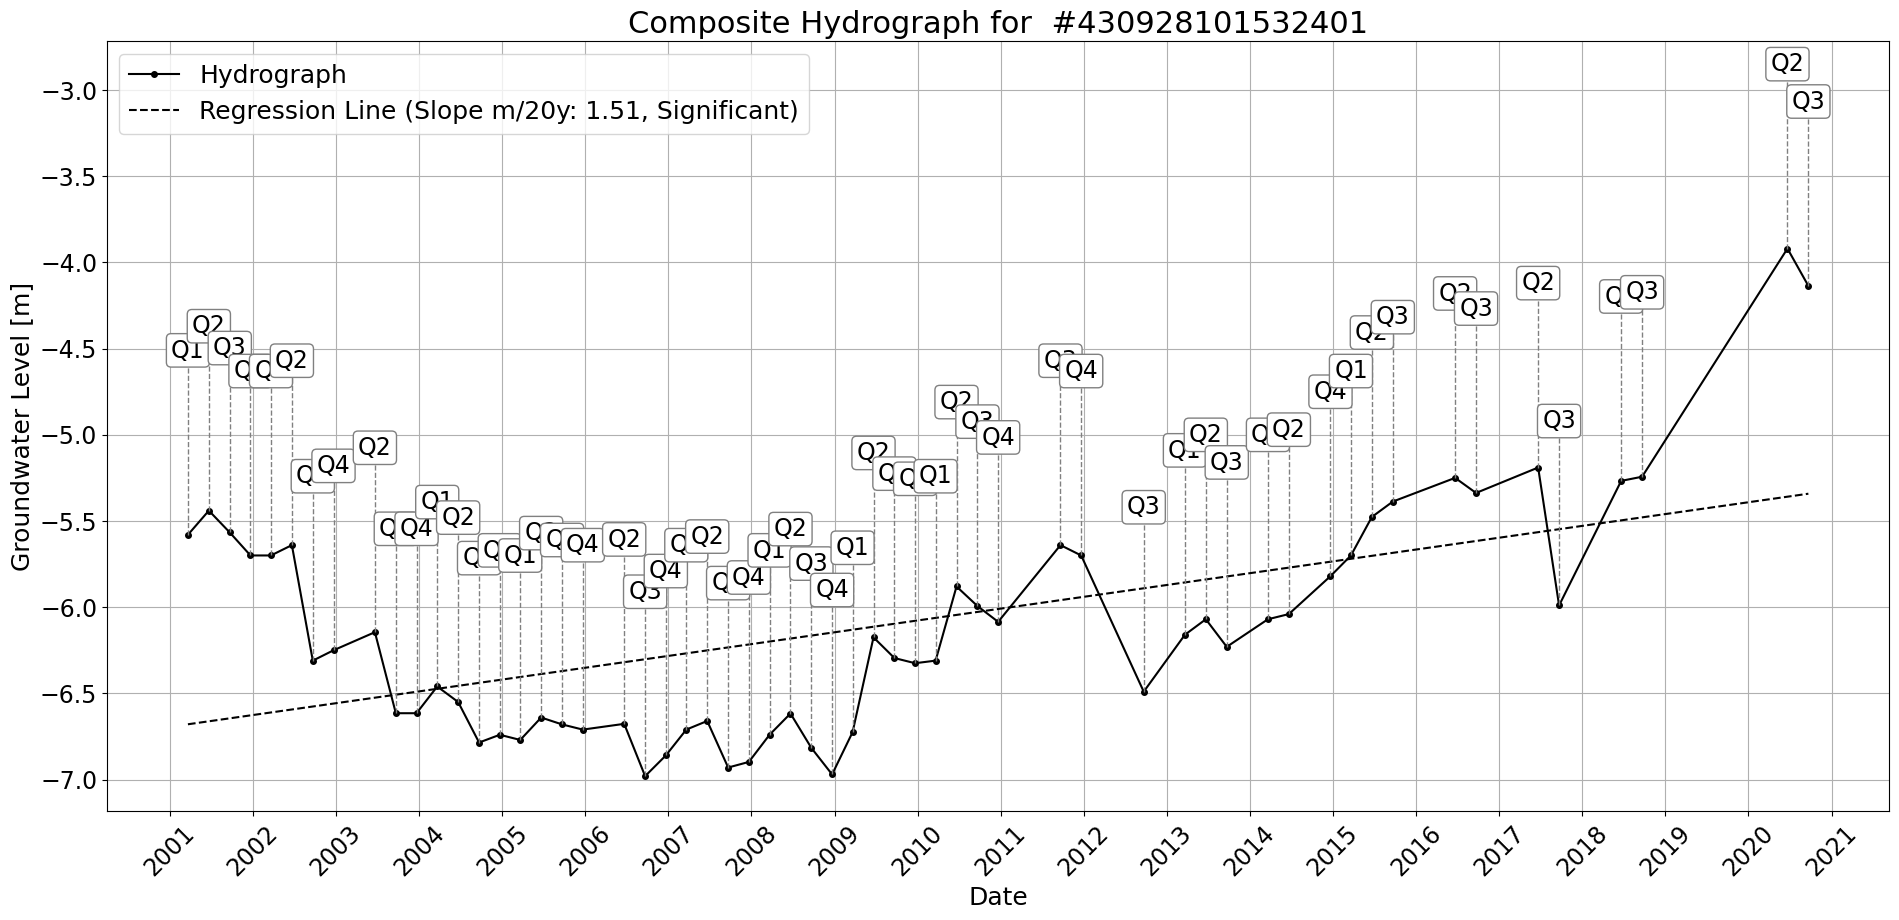 Composite Hydrograph for  #430928101532401
Hydrograph
Regression Line (Slope m/20y: 1.51, Significant)
Groundwater Level [m]
−3.0
−3.5
−4.0
−4.5
−5.0
−5.5
−6.0
−6.5
−7.0
Q1
Q2
Q3
Q2
Q4
Q2
Q4
Q1
Q2
Q1
Q4
Q2
Q3
Q4
Q2
Q4
Q1
Q2
Q3
Q4
Q1
Q2
Q1
Q2
Q3
Q4
Q4
Q3
Q1
Q2
Q3
Q2
Q4
Q1
Q2
Q3
Q3
Q2
Q3
Q3
Q2
Q3
2001
2002
2003
2004
2005
2006
2007
2008
2009
2010
2011
2012
2013
2014
2015
2016
2017
2018
2019
2020
2021
Date